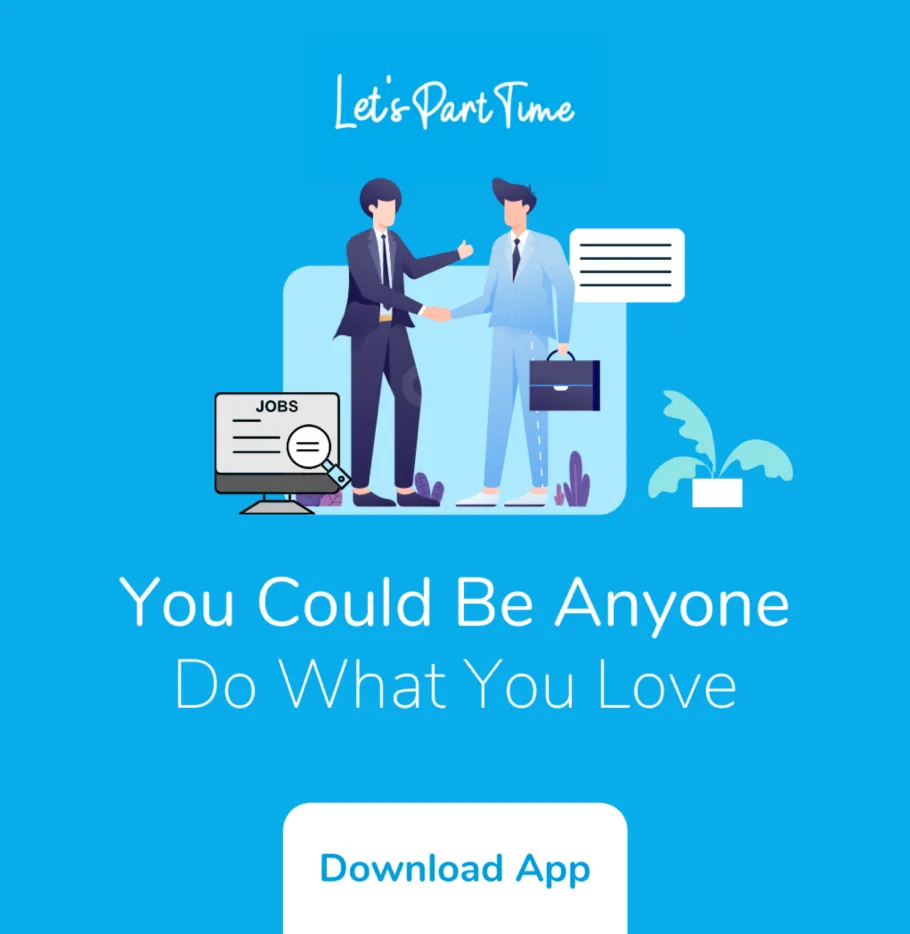 Let's Part Time
JOBS
You Could Be Anyone
Do What You Love
Download App